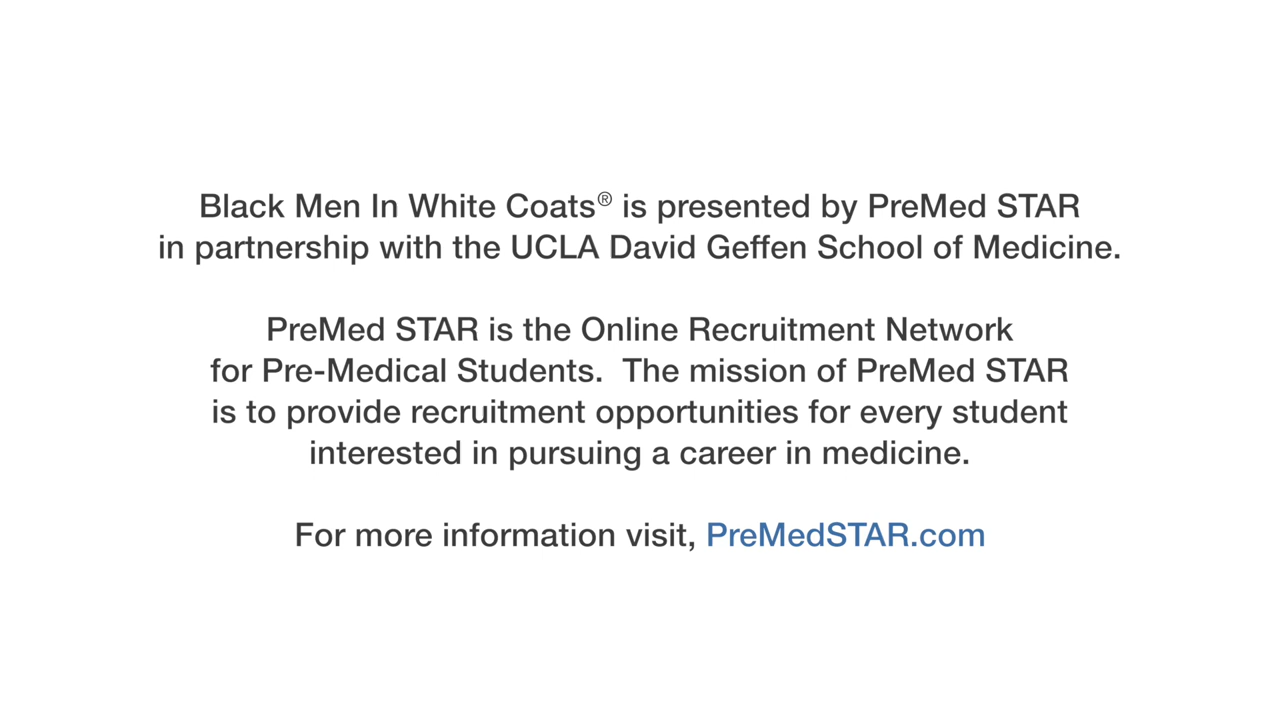 Black Men In White Coats® is presented by PreMed STAR
in partnership with the UCLA David Geffen School of Medicine.
PreMed STAR is the Online Recruitment Network
for Pre-Medical Students.  The mission of PreMed STAR
is to provide recruitment opportunities for every student
interested in pursuing a career in medicine.
For more information visit, PreMedSTAR.com